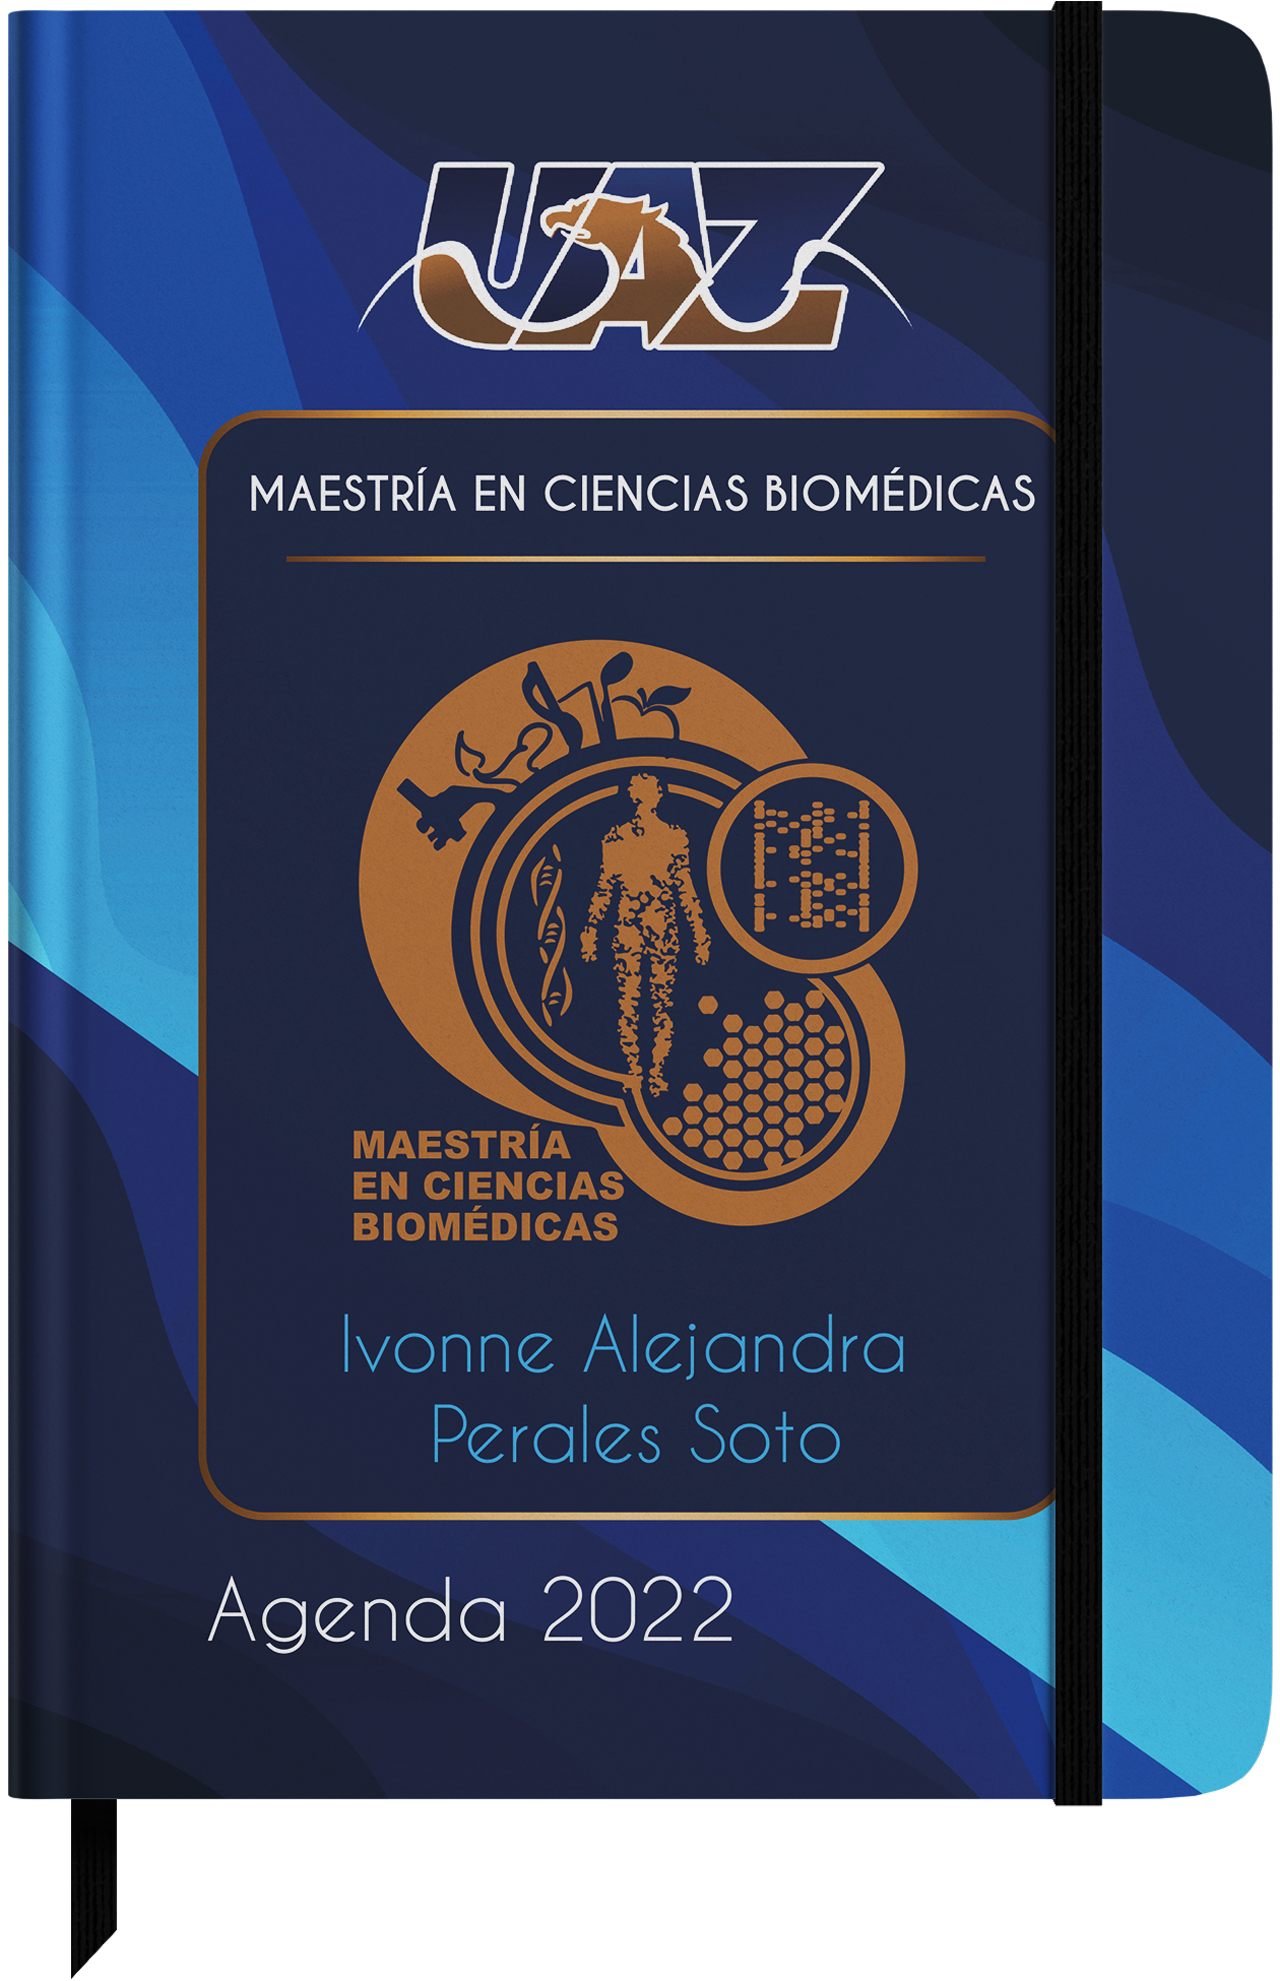 UAZ
MAESTRÍA EN CIENCIAS BIOMÉDICAS
MAESTRÍA
EN CIENCIAS
BIOMÉDICAS
Ivonne Alejandra
Perales Soto
Agenda 2022